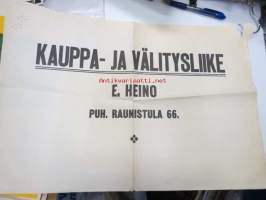 KAUPPA- JA VÄLITYSLIIKE
antikvariaatti.net
E. HEINO
PUH. RAUNISTULA 66.